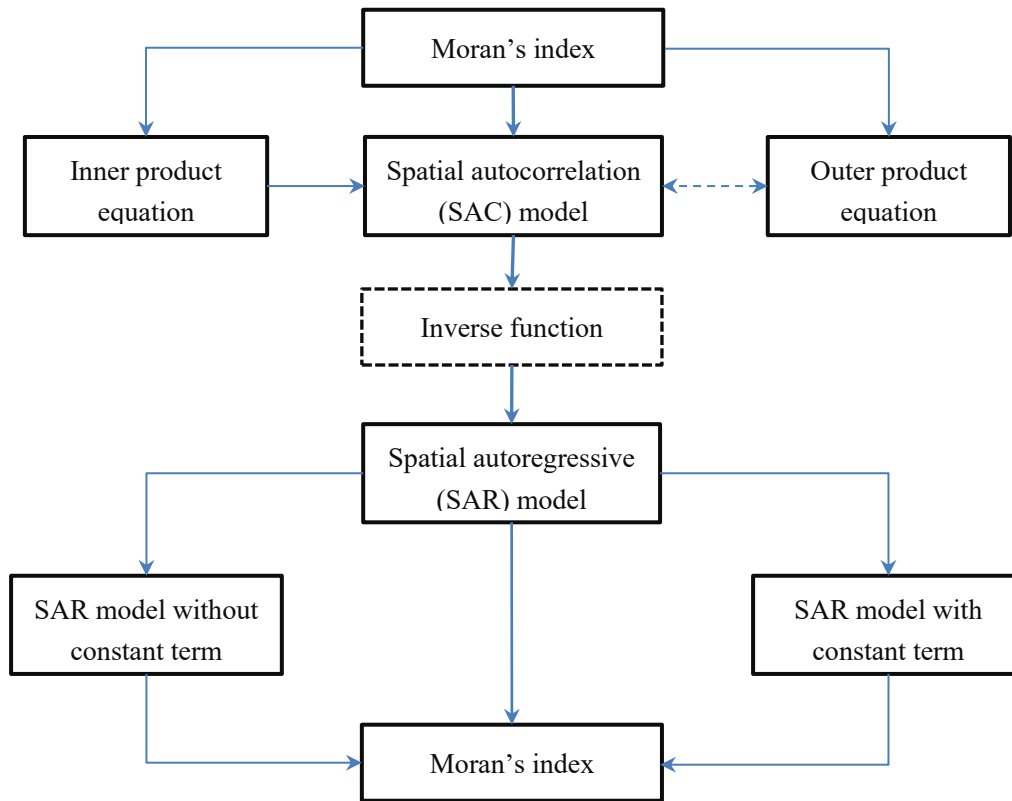 Moran’s index
Inner product
equation
Spatial autocorrelation
(SAC) model
Outer product
equation
Inverse function
Spatial autoregressive
(SAR) model
SAR model without
constant term
SAR model with
constant term
Moran’s index